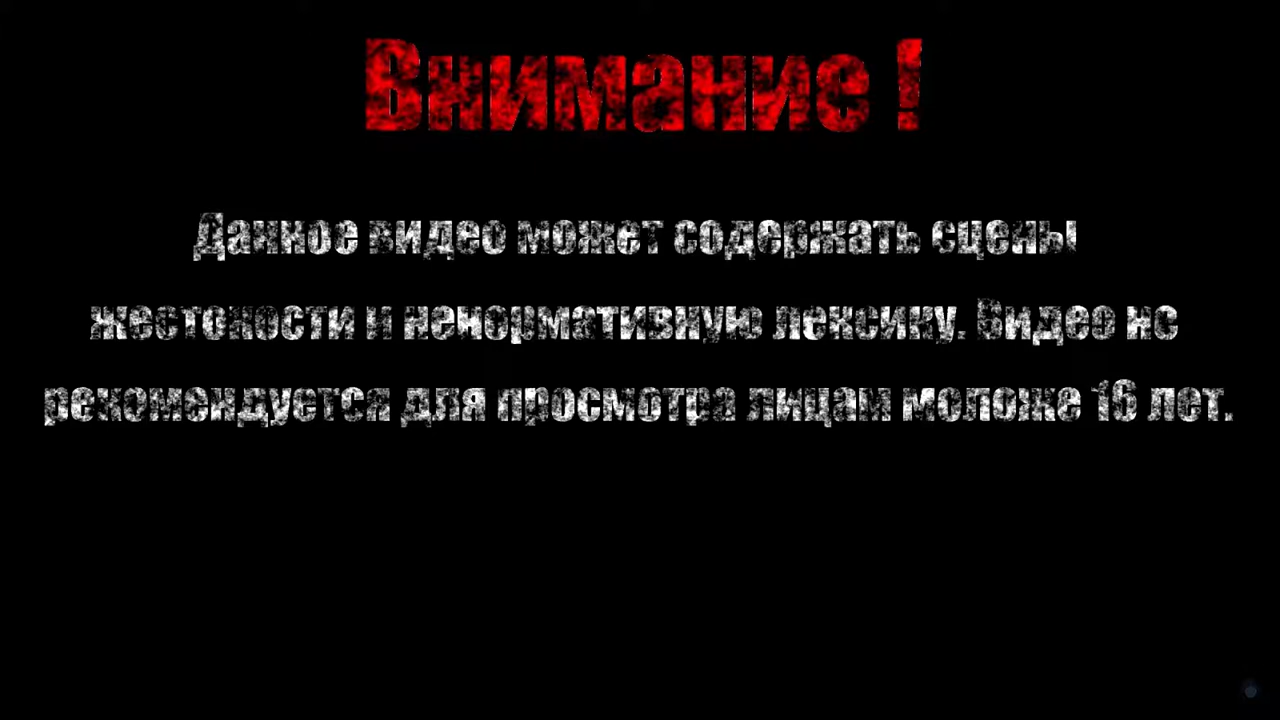 Внимание !
Данное видео может содержать сцены
жестокости и ненормативную лексику. Видео не
рекомендуется для просмотра лицам моложе 16 лет.